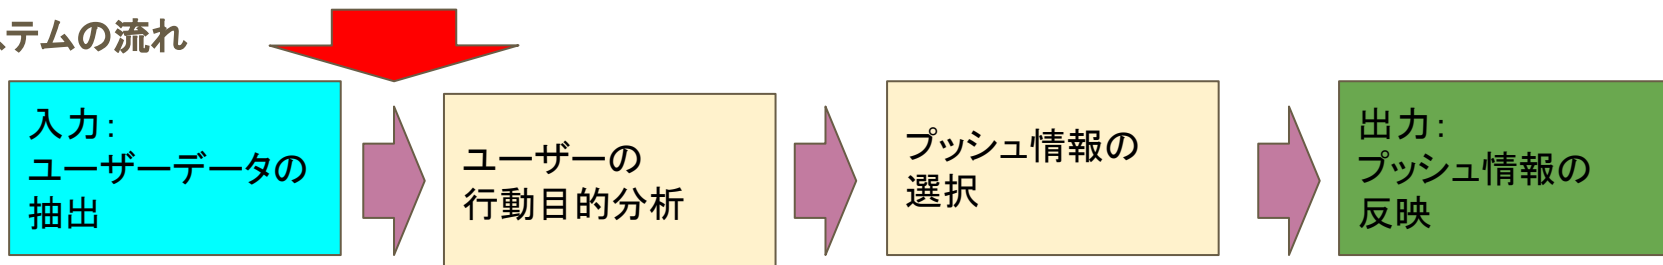 ステムの流れ
入力:
ユーザーデータの
抽出
ユーザーの
行動目的分析
プッシュ情報の
選択
出力:
プッシュ情報の
反映